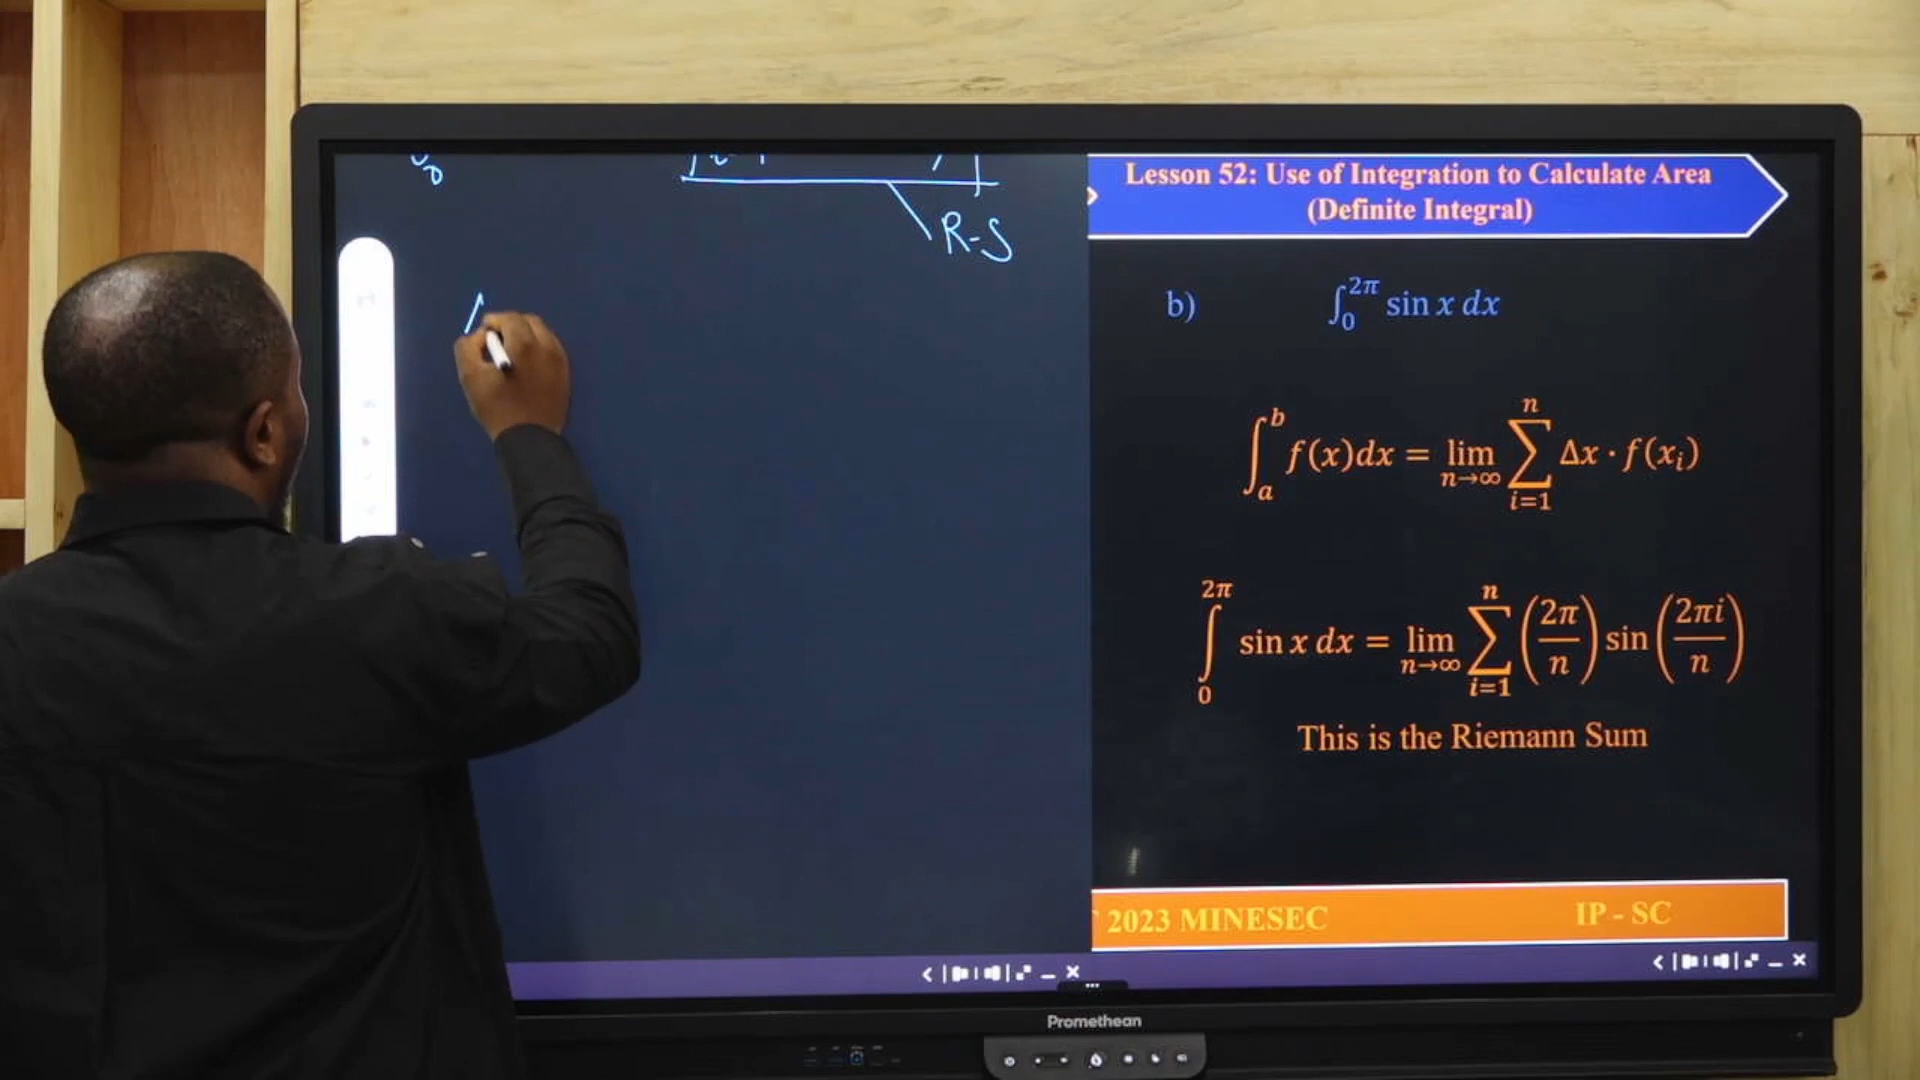 R-S
Lesson 52: Use of Integration to Calculate Area
(Definite Integral)
b) ∫₀^{2π} sin x dx
∫ₐᵇ f(x)dx = lim_{n→∞} ∑_{i=1}^{n} Δx · f(xᵢ)
∫₀^{2π} sin x dx = lim_{n→∞} ∑_{i=1}^{n} (2π/n) sin (2πi/n)
This is the Riemann Sum
2023 MINESEC IP - SC
Promethean